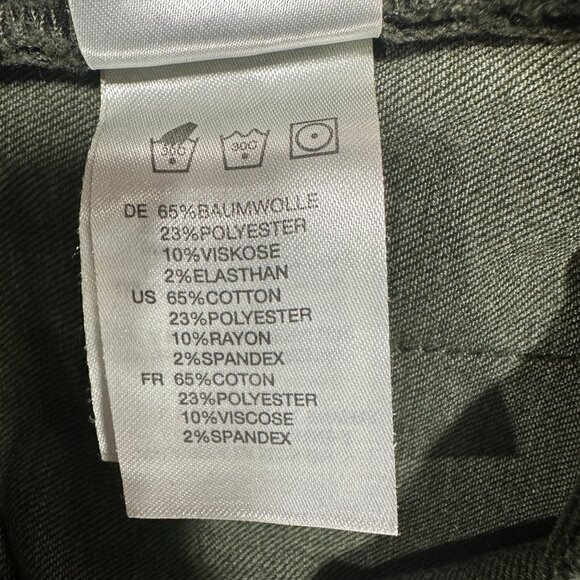 30C
DE 65%BAUMWOLLE
23%POLYESTER
10%VISKOSE
2%ELASTHAN
US 65%COTTON
23%POLYESTER
10%RAYON
2%SPANDEX
FR 65%COTON
23%POLYESTER
10%VISCOSE
2%SPANDEX